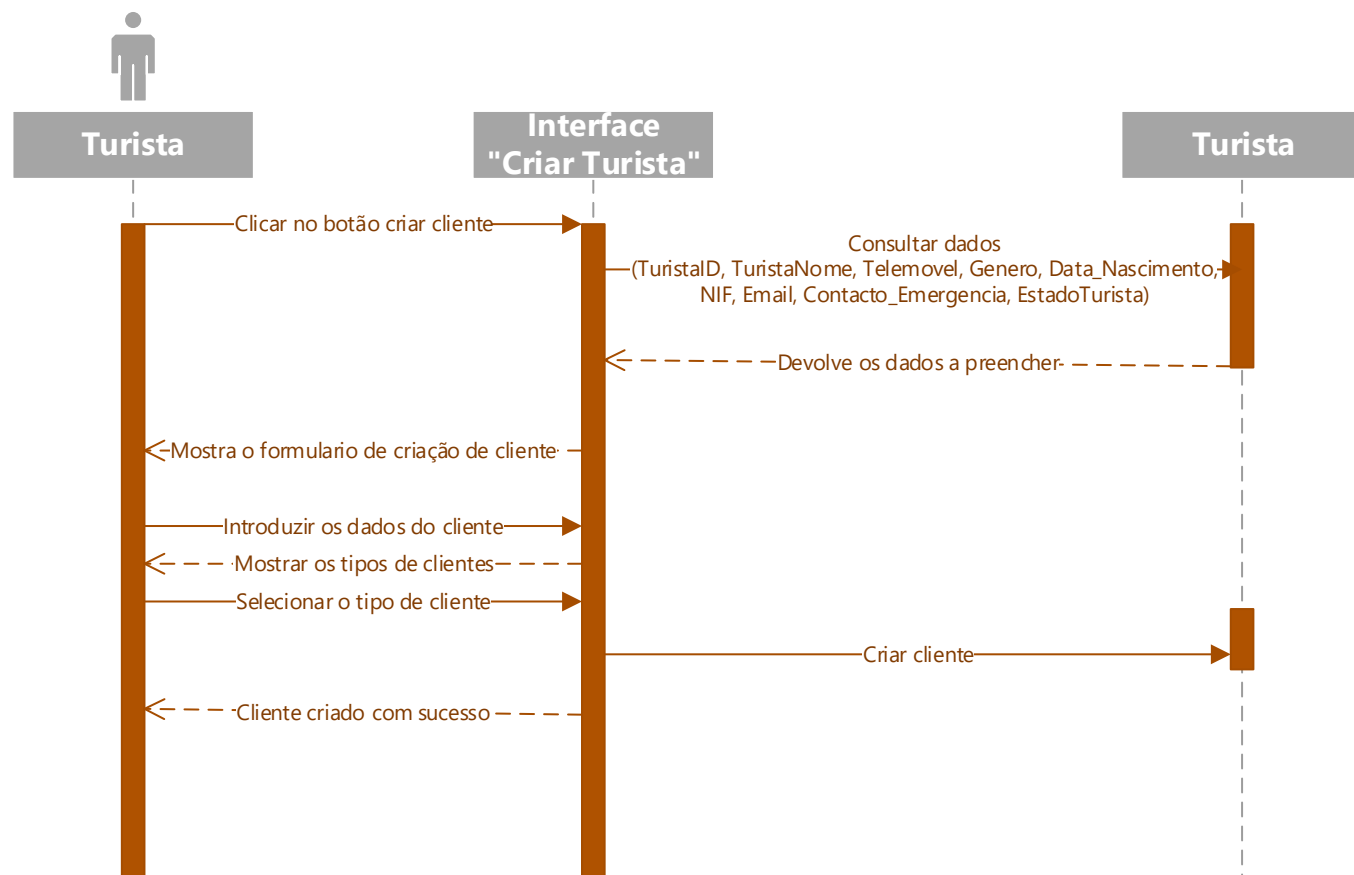 Turista
Interface
"Criar Turista"
Turista
Clicar no botão criar cliente
Consultar dados
(TuristaID, TuristaNome, Telemovel, Genero, Data_Nascimento,
NIF, Email, Contacto_Emergencia, EstadoTurista)
Devolve os dados a preencher
Mostra o formulario de criação de cliente
Introduzir os dados do cliente
Mostrar os tipos de clientes
Selecionar o tipo de cliente
Criar cliente
Cliente criado com sucesso